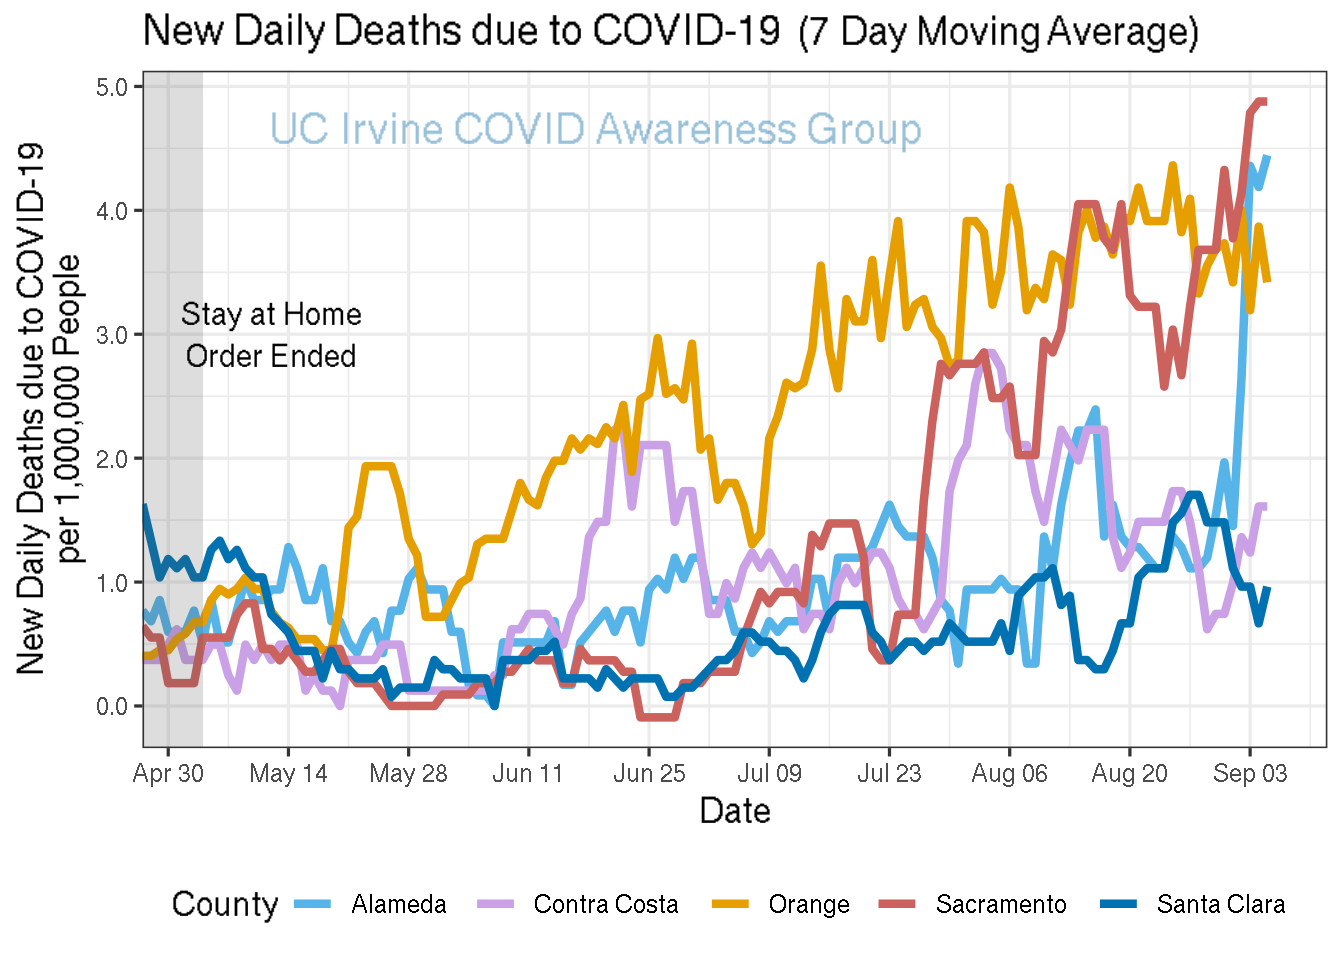 New Daily Deaths due to COVID-19 (7 Day Moving Average)
New Daily Deaths due to COVID-19
per 1,000,000 People
5.0
4.0
3.0
2.0
1.0
0.0
UC Irvine COVID Awareness Group
Stay at Home
Order Ended
Apr 30 May 14 May 28 Jun 11 Jun 25 Jul 09 Jul 23 Aug 06 Aug 20 Sep 03
Date
County Alameda Contra Costa Orange Sacramento Santa Clara